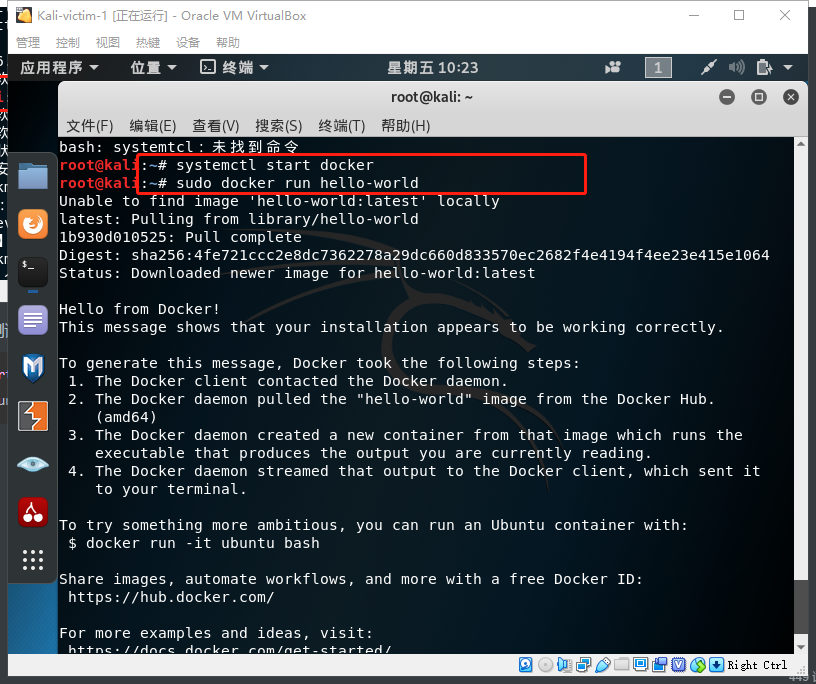 Kali-victim-1 [正在运行] - Oracle VM VirtualBox
管理 控制 视图 热键 设备 帮助
应用程序 位置 终端 星期五 10:23 1
root@kali: ~
文件(F) 编辑(E) 查看(V) 搜索(S) 终端(T) 帮助(H)
bash: systemtcl：未找到命令
root@kali:~# systemctl start docker
root@kali:~# sudo docker run hello-world
Unable to find image 'hello-world:latest' locally
latest: Pulling from library/hello-world
1b930d010525: Pull complete
Digest: sha256:4fe721ccc2e8dc7362278a29dc660d833570ec2682f4e4194f4ee23e415e1064
Status: Downloaded newer image for hello-world:latest
Hello from Docker!
This message shows that your installation appears to be working correctly.
To generate this message, Docker took the following steps:
1. The Docker client contacted the Docker daemon.
2. The Docker daemon pulled the "hello-world" image from the Docker Hub.
(amd64)
3. The Docker daemon created a new container from that image which runs the
executable that produces the output you are currently reading.
4. The Docker daemon streamed that output to the Docker client, which sent it
to your terminal.
To try something more ambitious, you can run an Ubuntu container with:
$ docker run -it ubuntu bash
Share images, automate workflows, and more with a free Docker ID:
https://hub.docker.com/
For more examples and ideas, visit:
https://docs.docker.com/get-started/
Right Ctrl